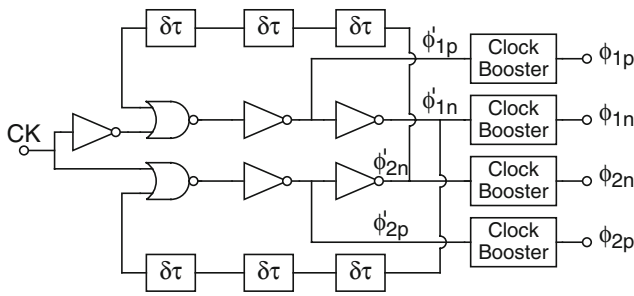 δτ δτ δτ
ϕ'1p
Clock
Booster
ϕ1p
CK
ϕ'1n
Clock
Booster
ϕ1n
ϕ'2n
Clock
Booster
ϕ2n
ϕ'2p
Clock
Booster
ϕ2p
δτ δτ δτ